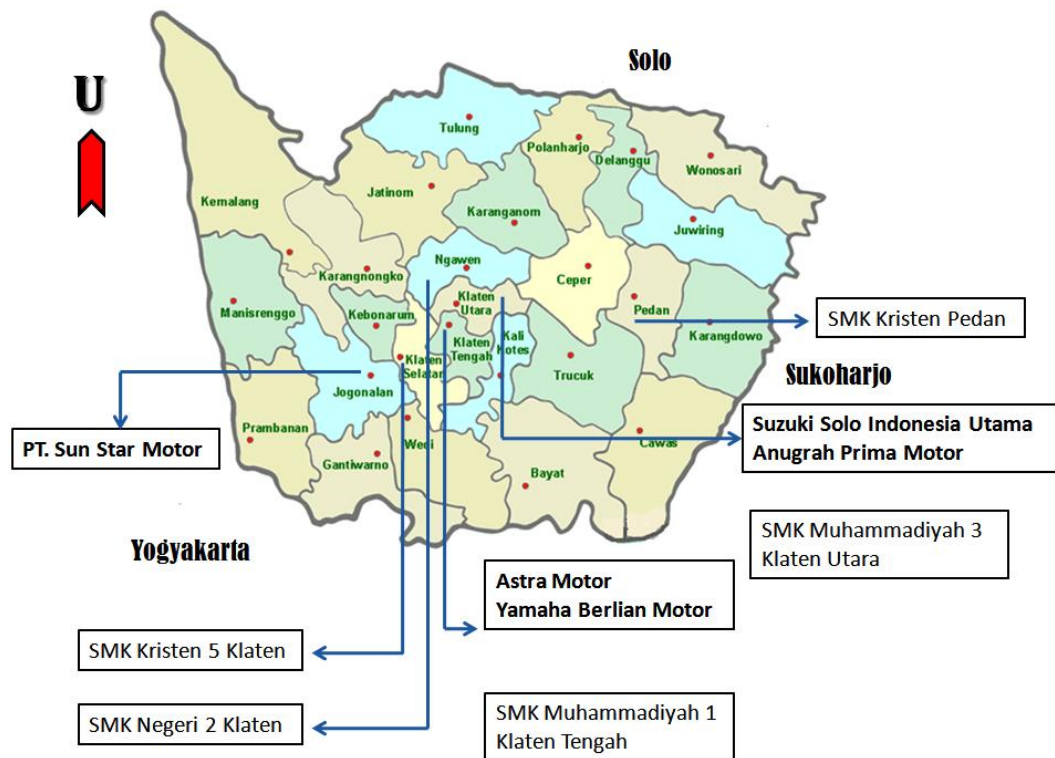 Solo
U
Tulung
Polanharjo
Delanggu
Wonosari
Jatinom
Kemalang
Karanganom
Juwiring
Ngawen
Karangnongko
Ceper
Manisrenggo
Kebonarum
Klaten
Utara
Pedan
SMK Kristen Pedan
Karangdowo
Klaten
Tengah
Kali
Kotes
Klaten
Selatan
Trucuk
Jogonalan
Sukoharjo
PT. Sun Star Motor
Prambanan
Wedi
Cawas
Suzuki Solo Indonesia Utama
Anugrah Prima Motor
Gantiwarno
Bayat
Yogyakarta
SMK Muhammadiyah 3
Klaten Utara
Astra Motor
Yamaha Berlian Motor
SMK Kristen 5 Klaten
SMK Negeri 2 Klaten
SMK Muhammadiyah 1
Klaten Tengah